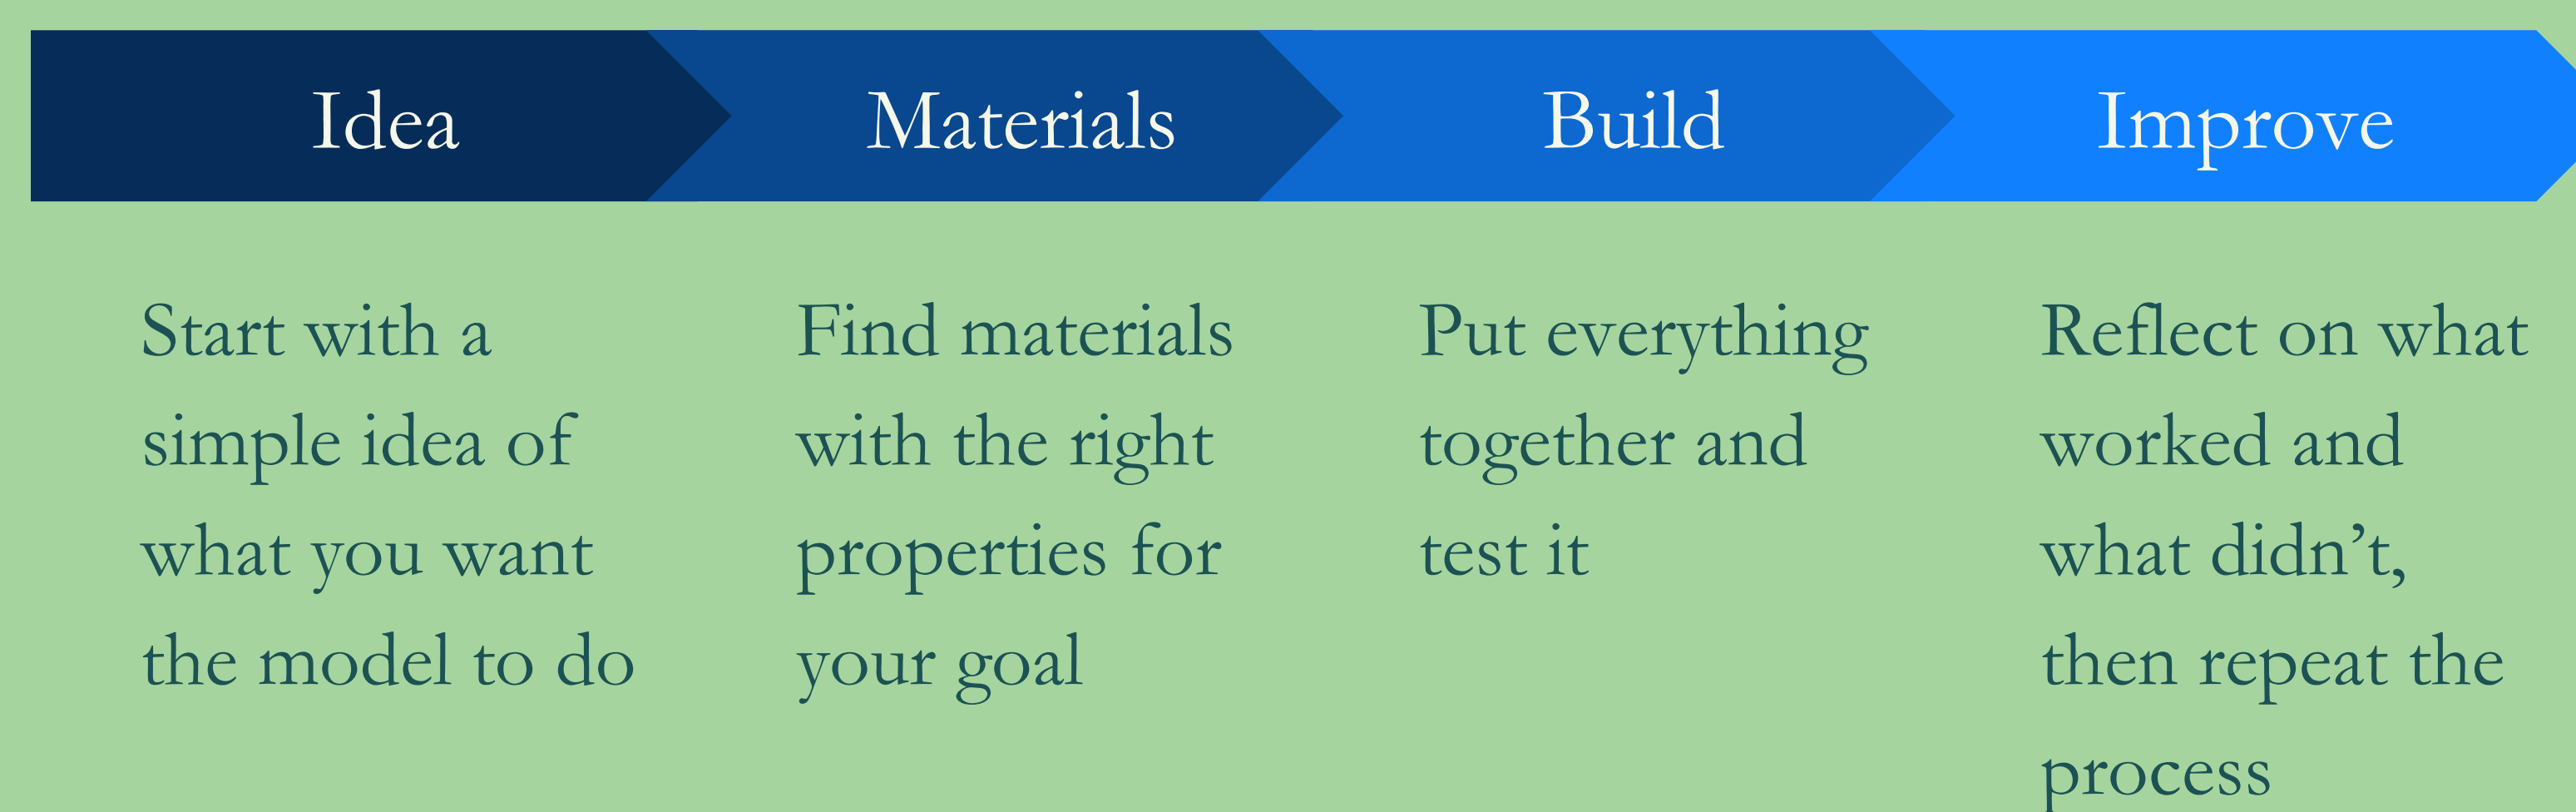 Idea
Materials
Build
Improve
Start with a
simple idea of
what you want
the model to do
Find materials
with the right
properties for
your goal
Put everything
together and
test it
Reflect on what
worked and
what didn’t,
then repeat the
process